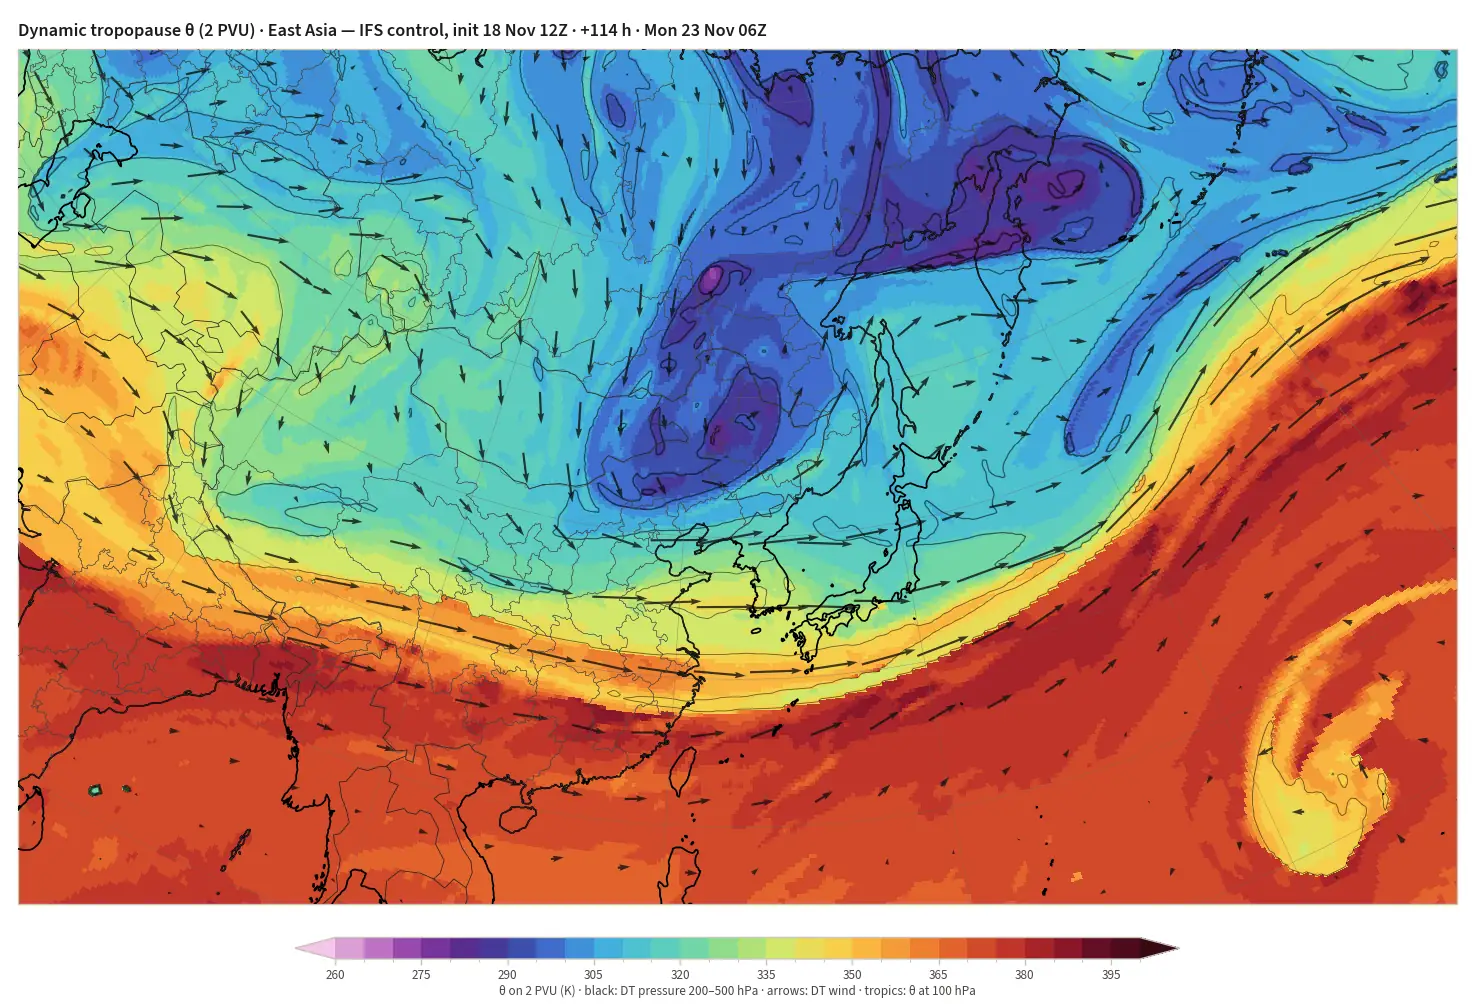 Dynamic tropopause θ (2 PVU) · East Asia — IFS control, init 18 Nov 12Z · +114 h · Mon 23 Nov 06Z
260 275 290 305 320 335 350 365 380 395
θ on 2 PVU (K) · black: DT pressure 200–500 hPa · arrows: DT wind · tropics: θ at 100 hPa